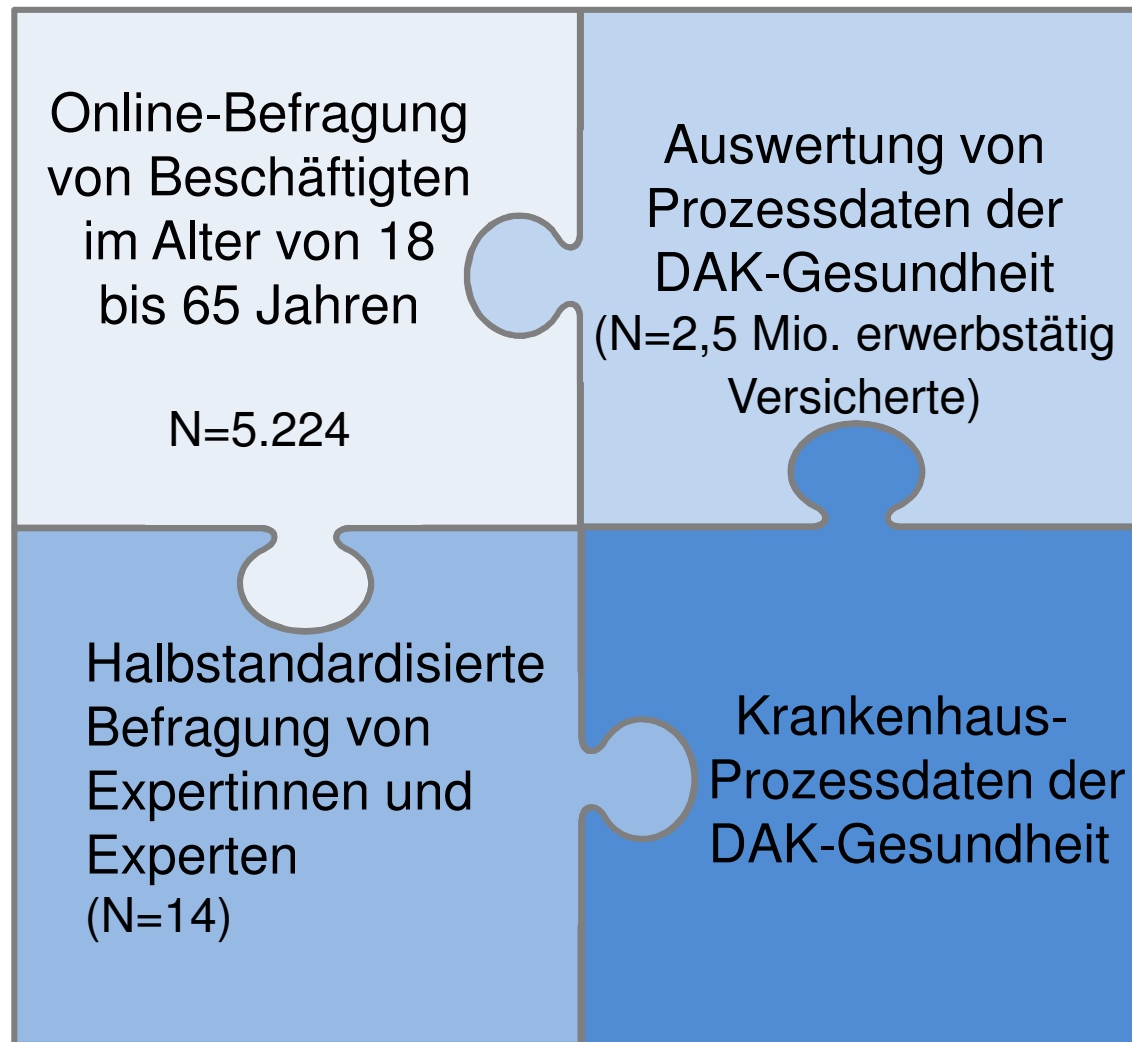 Online-Befragung
von Beschäftigten
im Alter von 18
bis 65 Jahren
N=5.224
Auswertung von
Prozessdaten der
DAK-Gesundheit
(N=2,5 Mio. erwerbstätig
Versicherte)
Halbstandardisierte
Befragung von
Expertinnen und
Experten
(N=14)
Krankenhaus-
Prozessdaten der
DAK-Gesundheit